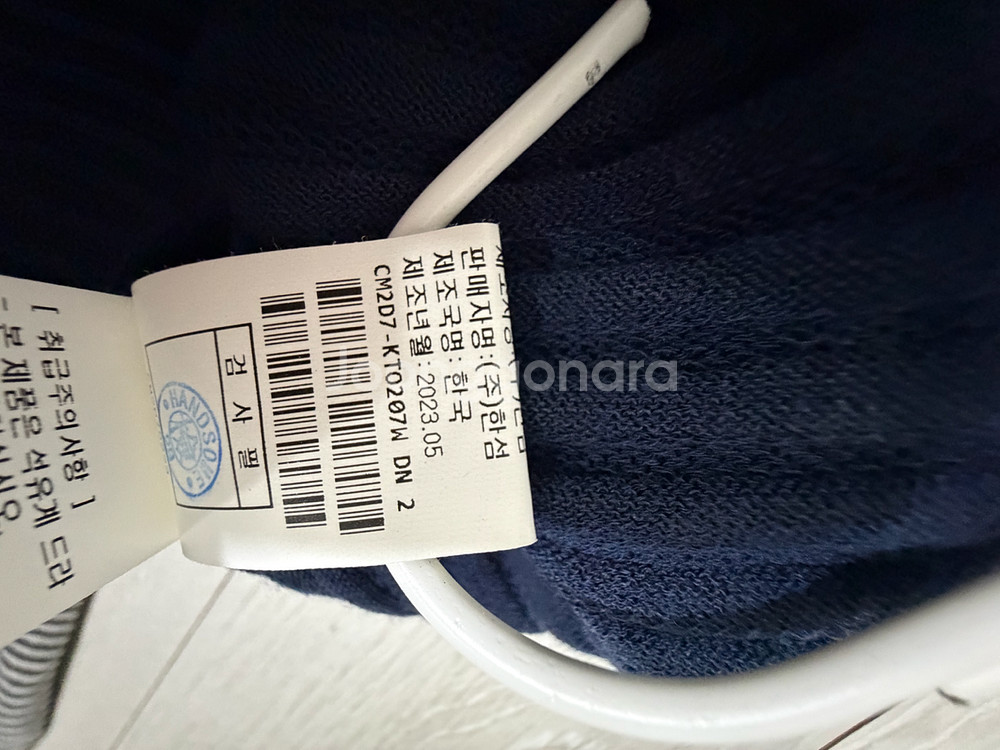 판매자명:(주)한섬
제조국명: 한국
제조년월:2023.05
CM2D7-KTO207W DN 2
검 사 필
HANDSOME
[ 취급주의사항 ]
- 본 제품은 석유계 드라